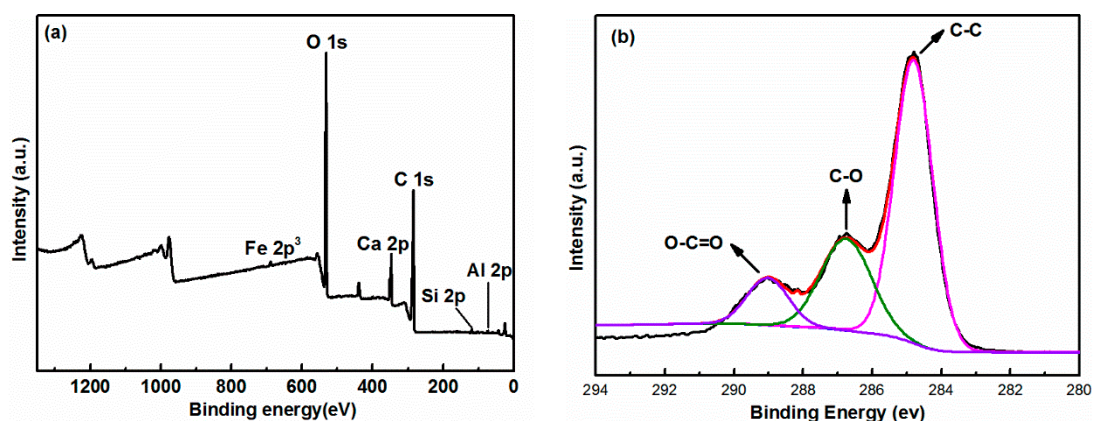 (a)
O 1s
C 1s
Fe 2p³
Ca 2p
Al 2p
Si 2p
Intensity (a.u.)
1200 1000 800 600 400 200 0
Binding energy(eV)
(b)
C-C
C-O
O-C=O
Intensity (a.u.)
294 292 290 288 286 284 282 280
Binding Energy (ev)